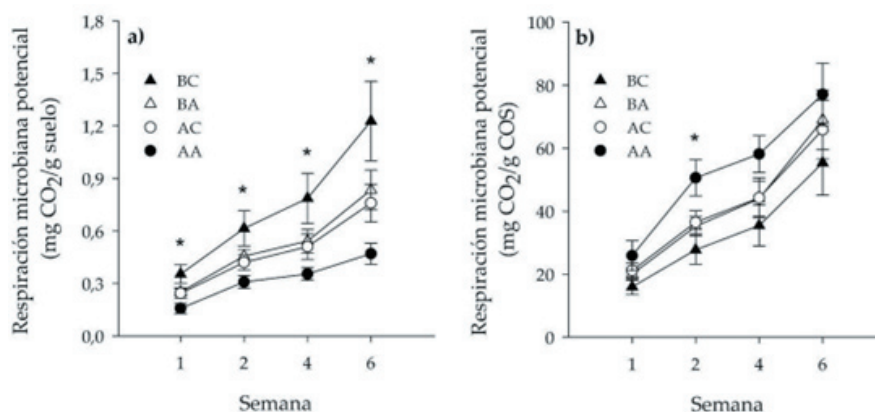 Respiración microbiana potencial
(mg CO2/g suelo)
1,8
1,5
1,2
0,9
0,6
0,3
0,0
a)
BC
BA
AC
AA
*
*
*
*
1 2 4 6
Semana
Respiración microbiana potencial
(mg CO2/g COS)
100
80
60
40
20
0
b)
BC
BA
AC
AA
*
1 2 4 6
Semana